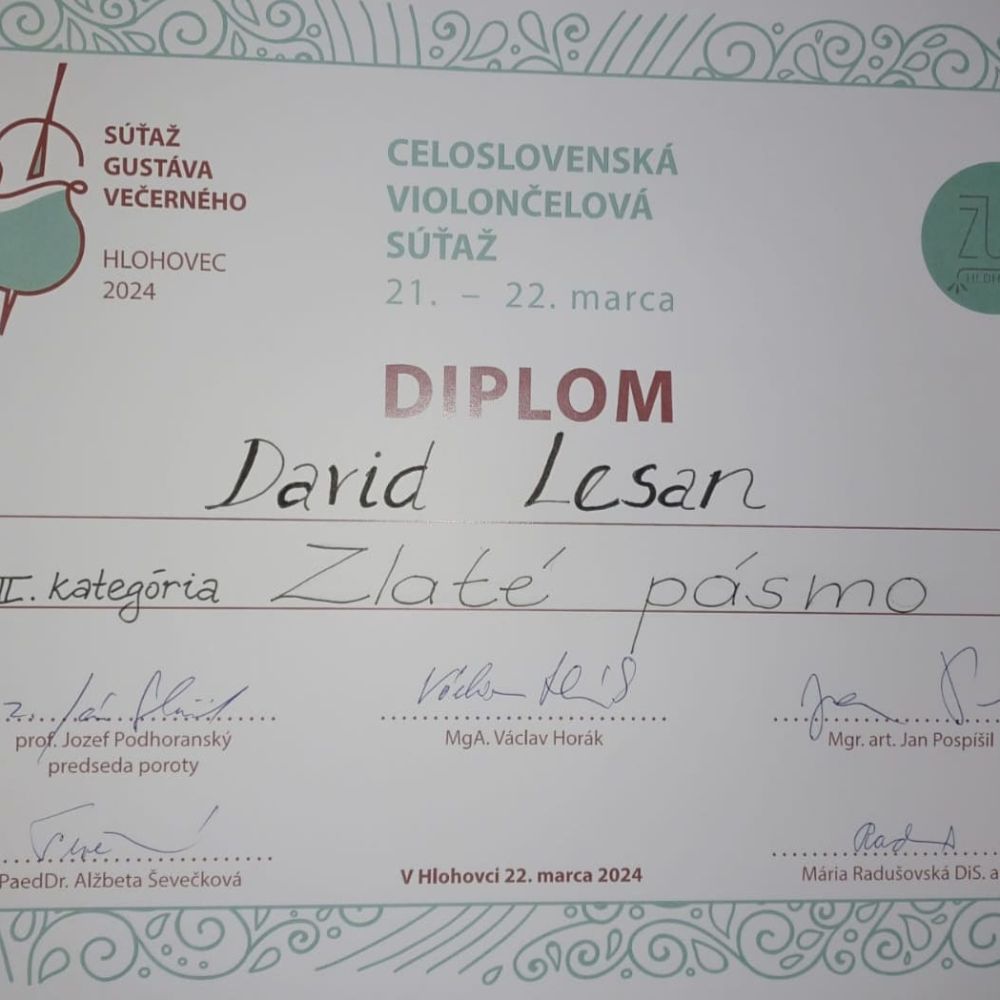 SÚŤAŽ
GUSTÁVA
VEČERNÉHO
HLOHOVEC
2024
CELOSLOVENSKÁ
VIOLONČELOVÁ
SÚŤAŽ
21. – 22. marca
ZU
DIPLOM
David Lesan
II. kategória Zlaté pásmo
prof. Jozef Podhoranský
predseda poroty
MgA. Václav Horák
Mgr. art. Jan Pospíšil
PaedDr. Alžbeta Ševečková
V Hlohovci 22. marca 2024
Mária Radušovská DiS. a